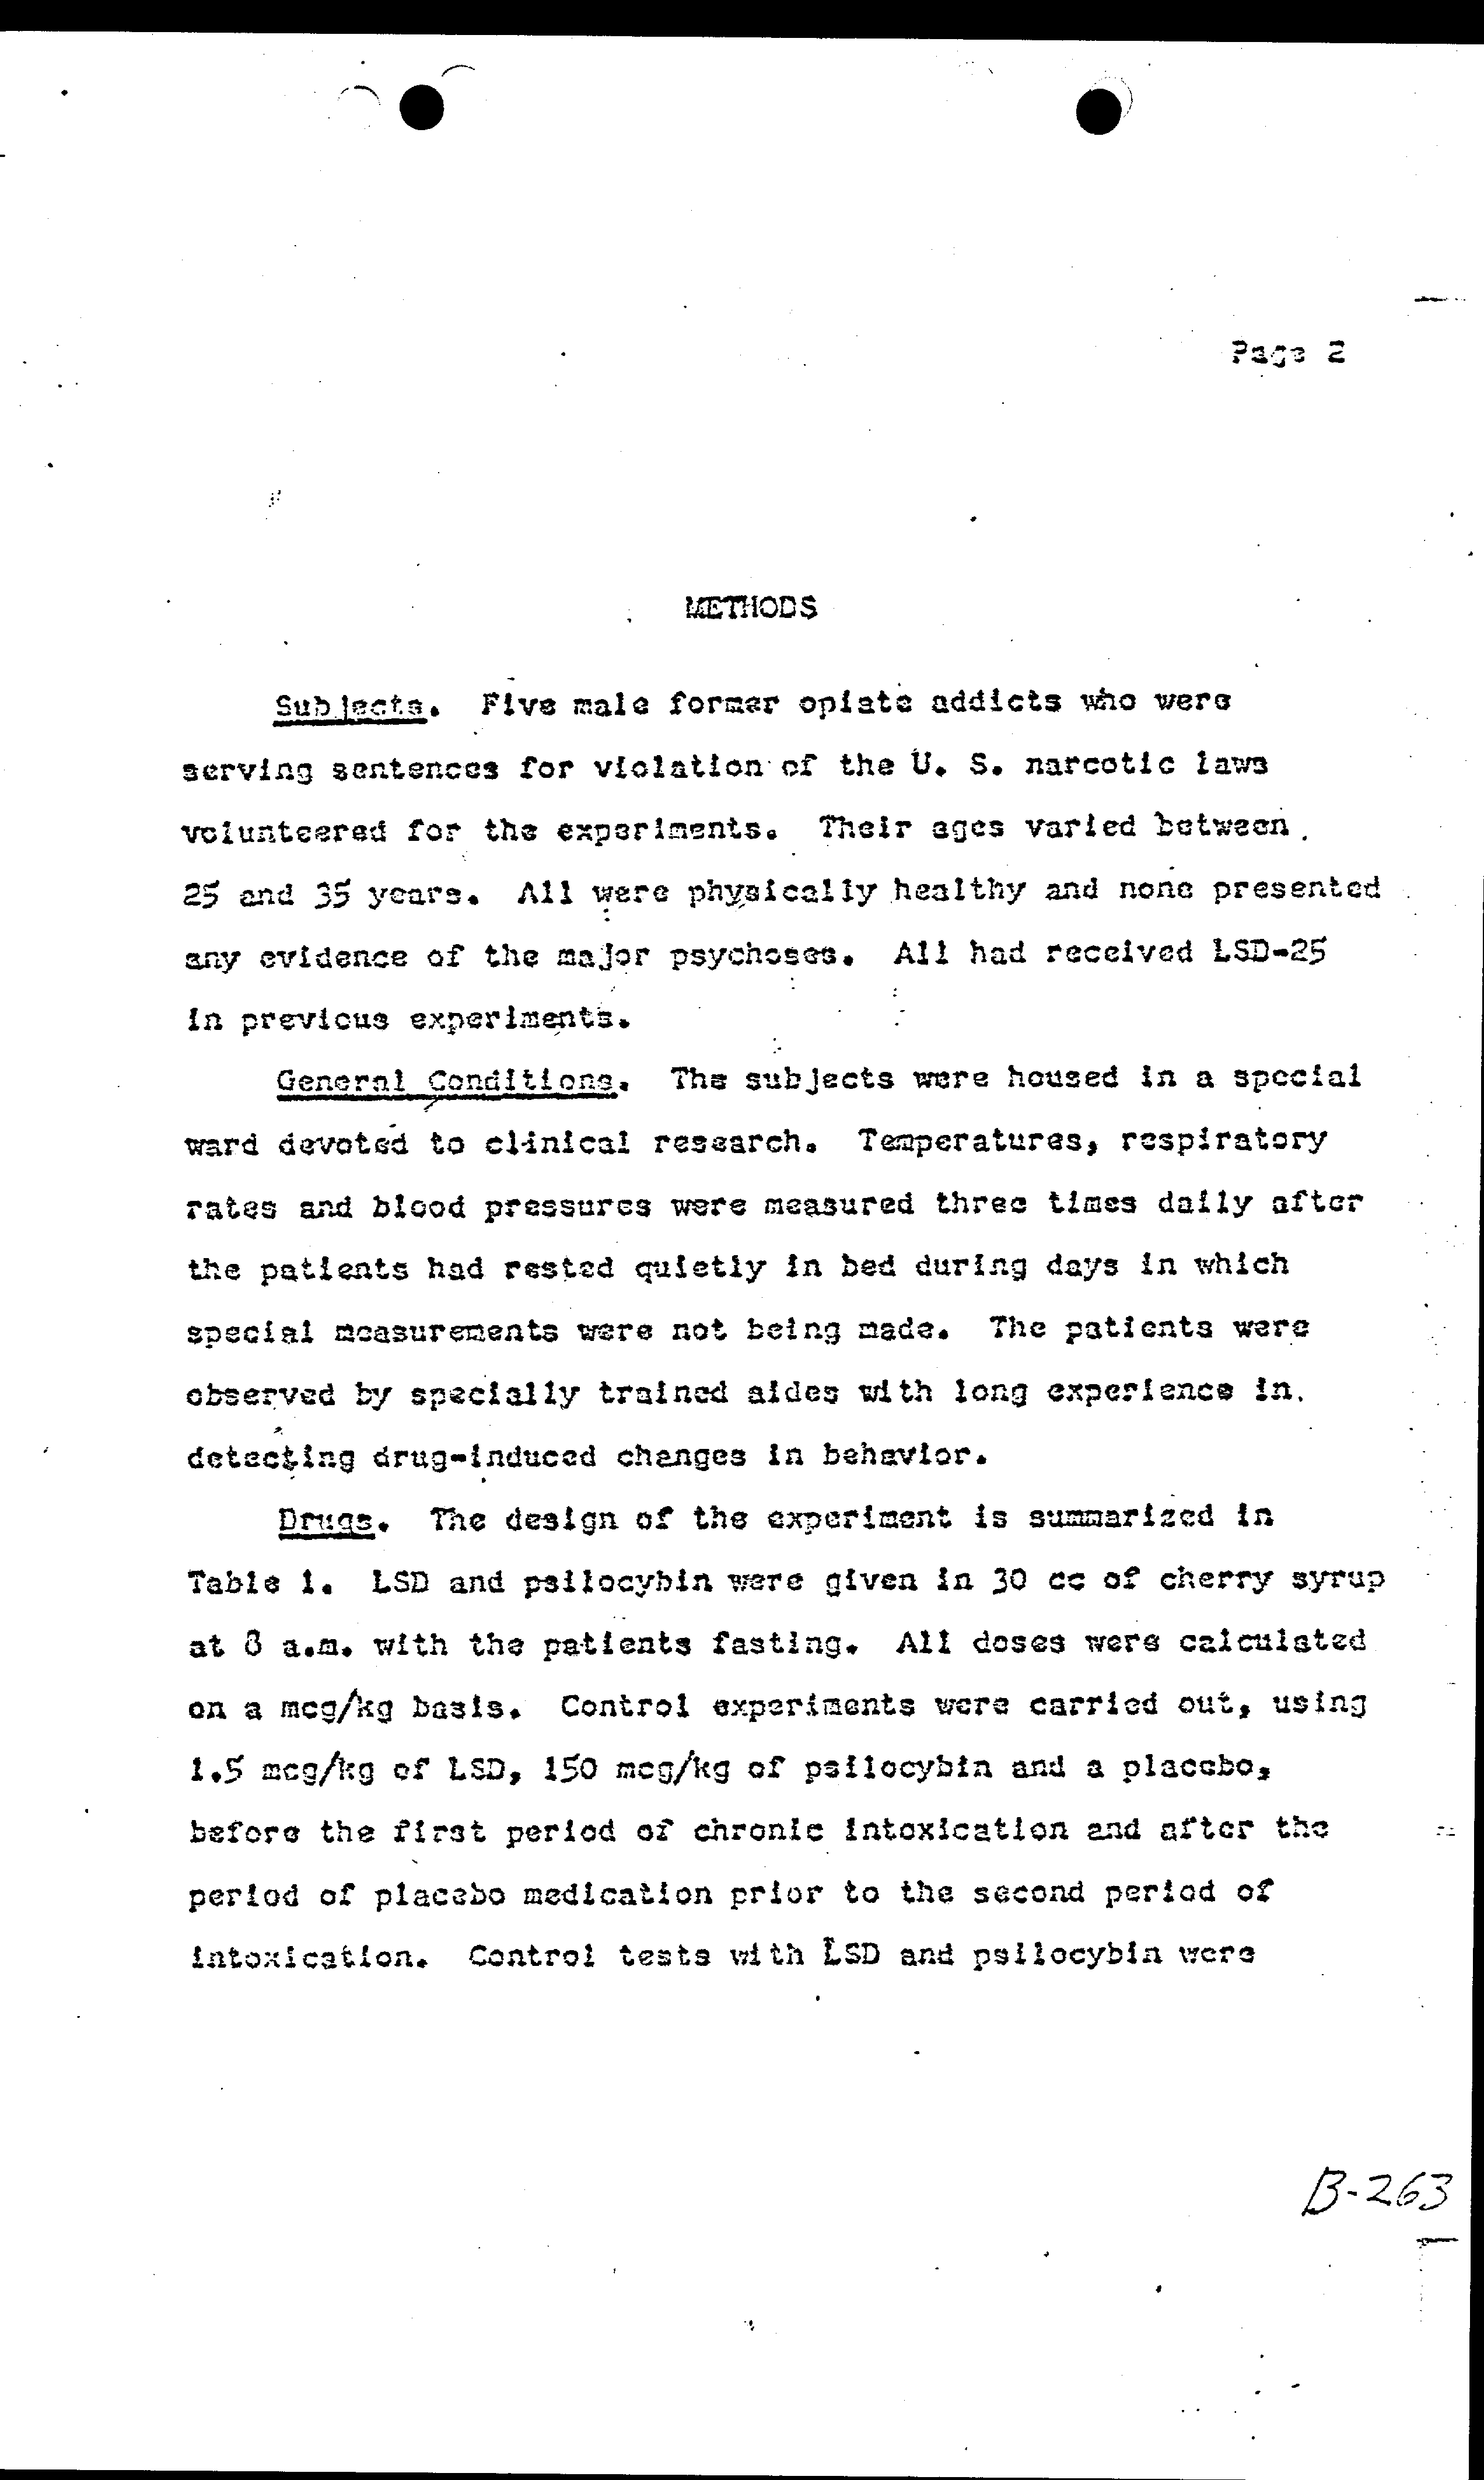 Page 2
METHODS
Subjects. Five male former opiate addicts who were
serving sentences for violation of the U. S. narcotic laws
volunteered for the experiments. Their ages varied between
25 and 35 years. All were physically healthy and none presented
any evidence of the major psychoses. All had received LSD-25
in previous experiments.
General Conditions. The subjects were housed in a special
ward devoted to clinical research. Temperatures, respiratory
rates and blood pressures were measured three times daily after
the patients had rested quietly in bed during days in which
special measurements were not being made. The patients were
observed by specially trained aides with long experience in
detecting drug-induced changes in behavior.
Drugs. The design of the experiment is summarized in
Table 1. LSD and psilocybin were given in 30 cc of cherry syrup
at 8 a.m. with the patients fasting. All doses were calculated
on a mcg/kg basis. Control experiments were carried out, using
1.5 mcg/kg of LSD, 150 mcg/kg of psilocybin and a placebo,
before the first period of chronic intoxication and after the
period of placebo medication prior to the second period of
intoxication. Control tests with LSD and psilocybin were
B-263